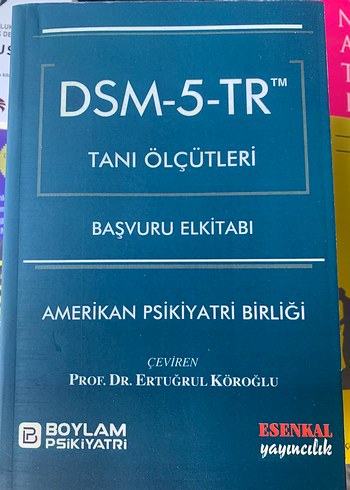 DSM-5-TR™
TANI ÖLÇÜTLERİ
BAŞVURU ELKİTABI
AMERİKAN PSİKİYATRİ BİRLİĞİ
ÇEVİREN
PROF. DR. ERTUĞRUL KÖROĞLU
BOYLAM
PSİKİYATRİ
ESENKAL
yayıncılık